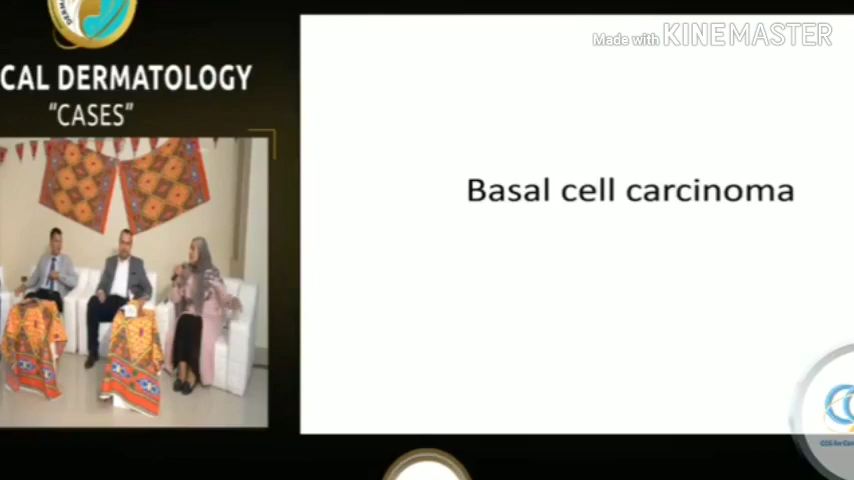 CAL DERMATOLOGY
"CASES"
Made with KINEMASTER
Basal cell carcinoma